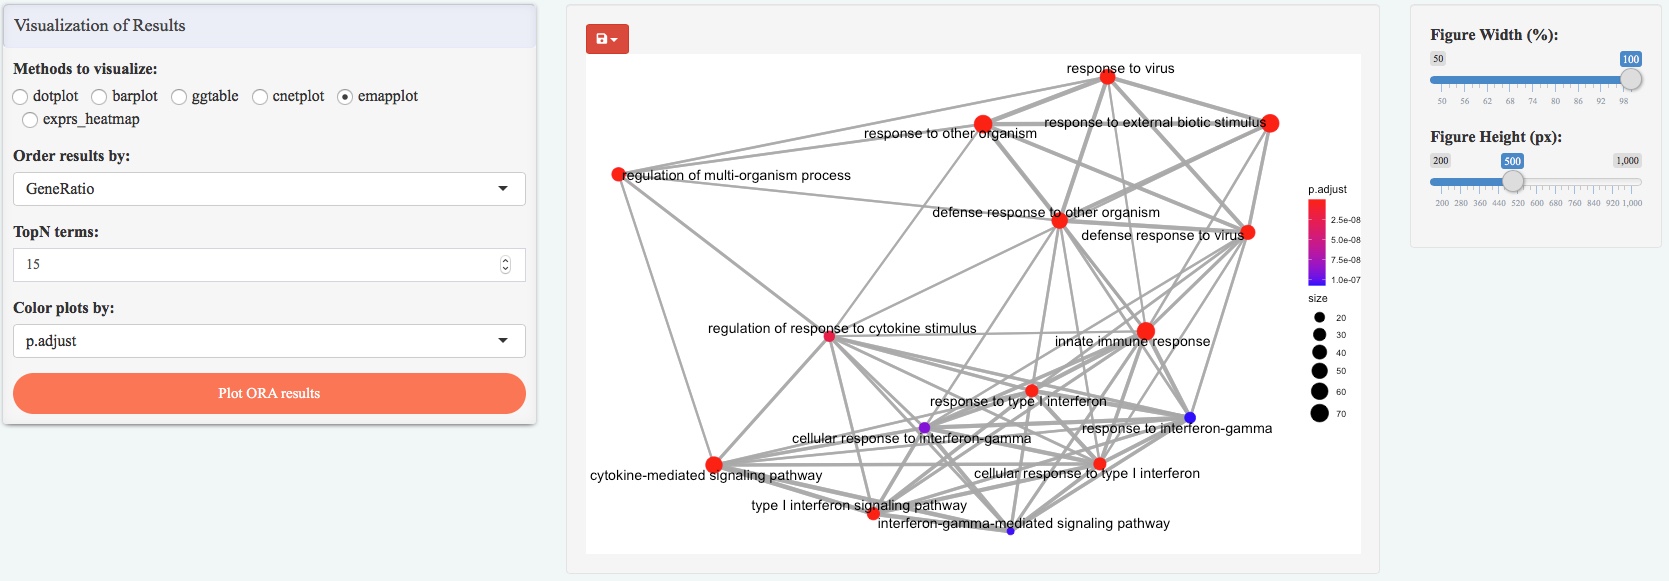 Visualization of Results
Methods to visualize:
dotplot barplot ggtable cnetplot emapplot
exprs_heatmap
Order results by:
GeneRatio
TopN terms:
15
Color plots by:
p.adjust
Plot ORA results
response to virus
response to external biotic stimulus
response to other organism
regulation of multi-organism process
defense response to other organism
defense response to virus
regulation of response to cytokine stimulus
innate immune response
response to type I interferon
response to interferon-gamma
cellular response to interferon-gamma
cytokine-mediated signaling pathway
cellular response to type I interferon
type I interferon signaling pathway
interferon-gamma-mediated signaling pathway
p.adjust
2.5e-08
5.0e-08
7.5e-08
1.0e-07
size
20
30
40
50
60
70
Figure Width (%):
50 100
50 56 62 68 74 80 86 92 98
Figure Height (px):
200 500 1,000
200 280 360 440 520 600 680 760 840 920 1,000